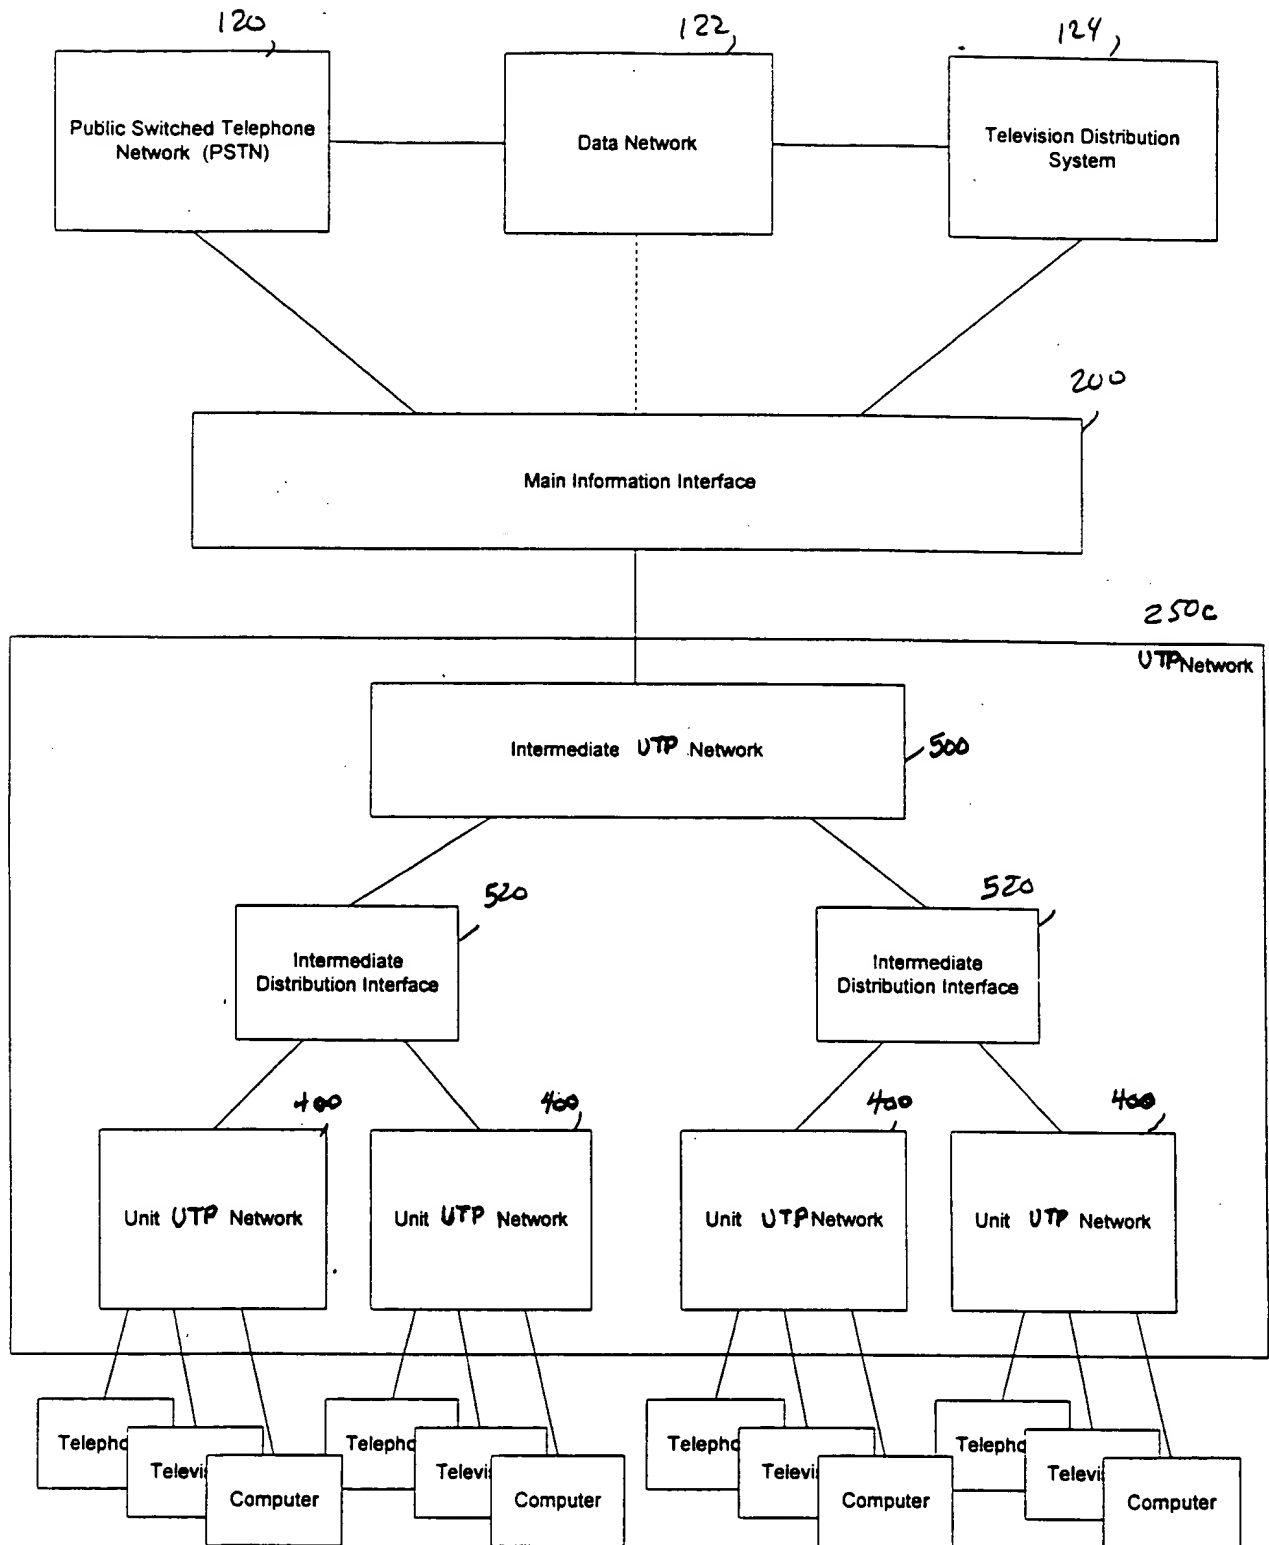 120
122
124
Public Switched Telephone
Network (PSTN)
Data Network
Television Distribution
System
200
Main Information Interface
250c
UTP Network
Intermediate UTP Network
500
520
520
Intermediate
Distribution Interface
Intermediate
Distribution Interface
400
400
400
400
Unit UTP Network
Unit UTP Network
Unit UTP Network
Unit UTP Network
Telepho
Televis
Computer
Telepho
Televi
Computer
Telepho
Televi
Computer
Telepho
Televi
Computer